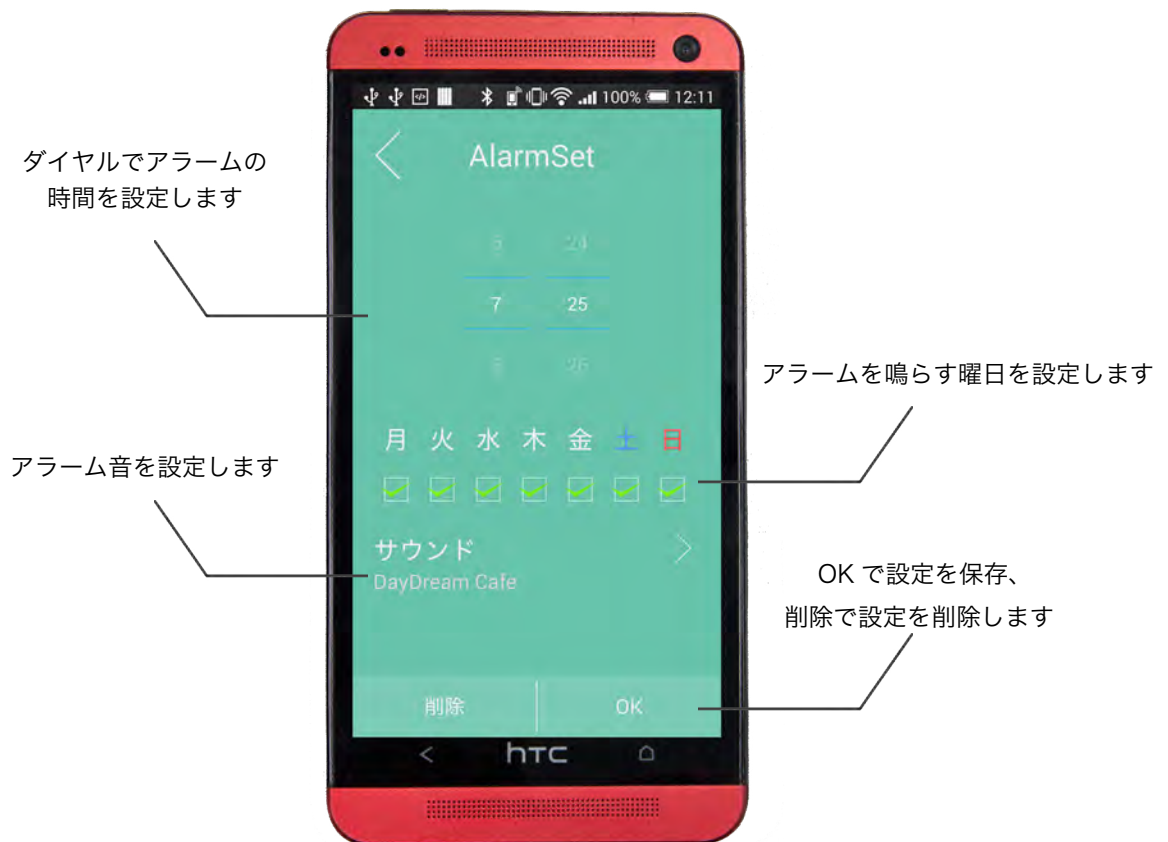 100% 12:11
AlarmSet
ダイヤルでアラームの
時間を設定します
24
7 25
26
アラームを鳴らす曜日を設定します
月 火 水 木 金 土 日
アラーム音を設定します
サウンド
DayDream Cafe
OK で設定を保存、
削除で設定を削除します
削除 OK
hTC